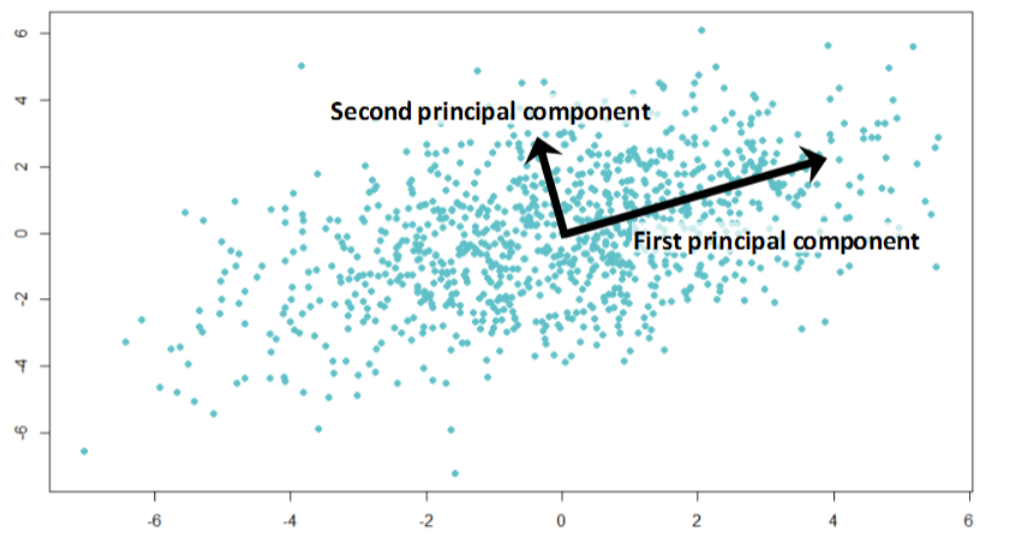 6
4
2
0
-2
-4
-6
Second principal component
First principal component
-6 -4 -2 0 2 4 6